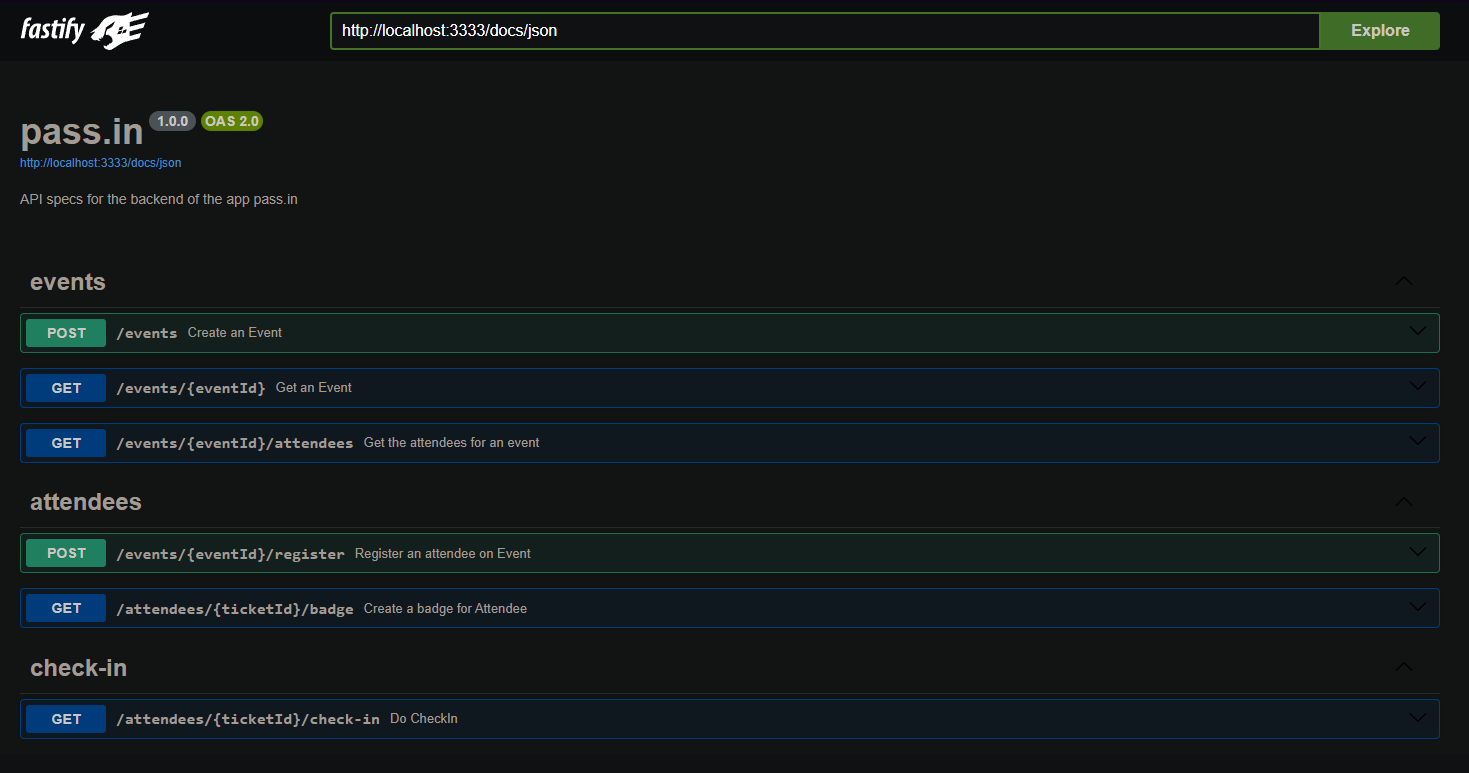 fastify
http://localhost:3333/docs/json Explore
pass.in 1.0.0 OAS 2.0
http://localhost:3333/docs/json
API specs for the backend of the app pass.in
events
POST /events Create an Event
GET /events/{eventId} Get an Event
GET /events/{eventId}/attendees Get the attendees for an event
attendees
POST /events/{eventId}/register Register an attendee on Event
GET /attendees/{ticketId}/badge Create a badge for Attendee
check-in
GET /attendees/{ticketId}/check-in Do CheckIn